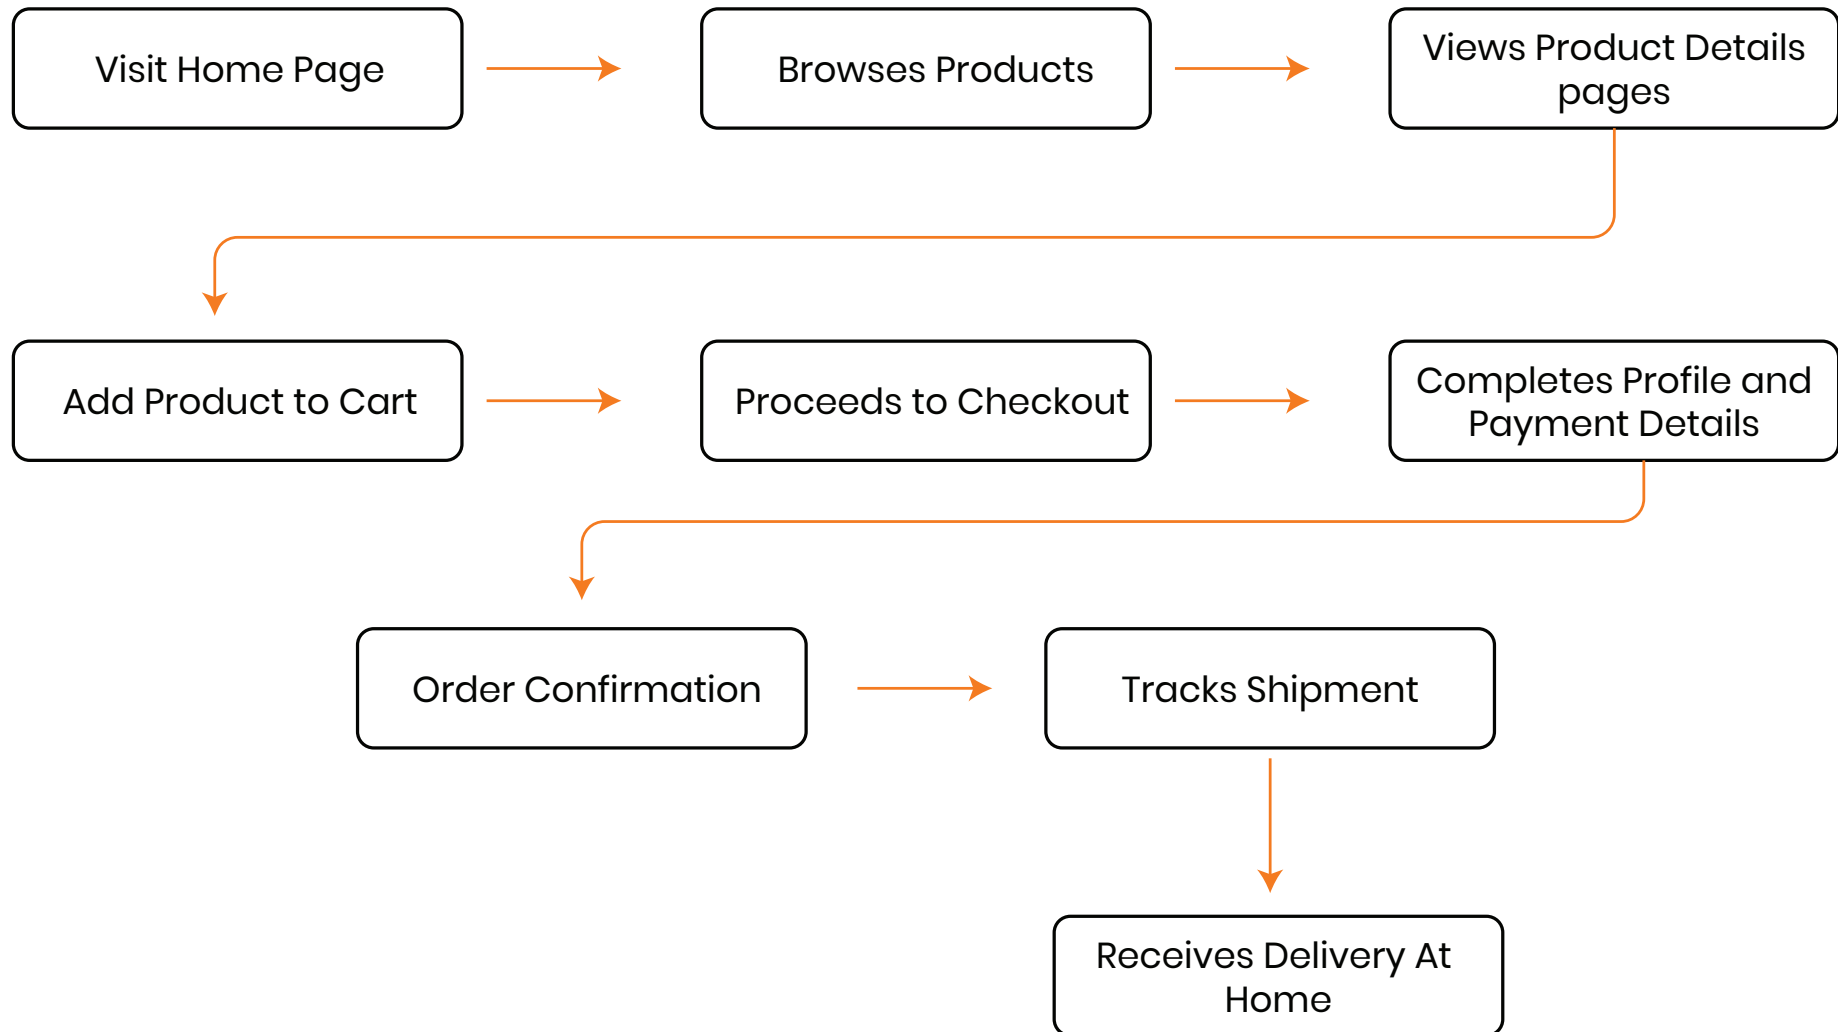 Visit Home Page
Browses Products
Views Product Details
pages
Add Product to Cart
Proceeds to Checkout
Completes Profile and
Payment Details
Order Confirmation
Tracks Shipment
Receives Delivery At
Home